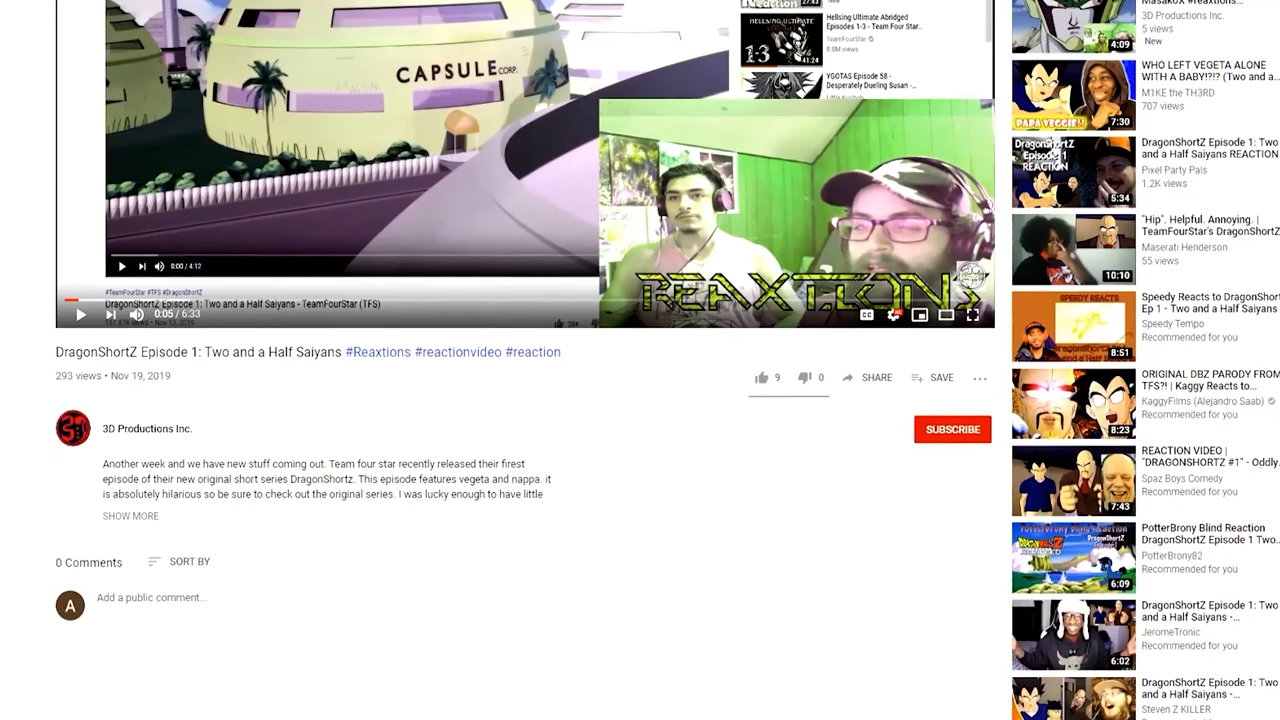 CAPSULE CORP.
Hellsing Ultimate Abridged
Episodes 1-3 - Team Four Star...
TeamFourStar
8.8M views
41:24
1-3
YGOTAS Episode 58 -
Desperately Dueling Susan -...
0:00 / 4:12
#TeamFourStar #TFS #DragonShortZ
DragonShortZ Episode 1: Two and a Half Saiyans - TeamFourStar (TFS)
28K
REAXTIONS
0:05 / 6:33
CC
HD
DragonShortZ Episode 1: Two and a Half Saiyans #Reaxtions #reactionvideo #reaction
293 views • Nov 19, 2019
9
0
SHARE
SAVE
3D Productions Inc.
SUBSCRIBE
Another week and we have new stuff coming out. Team four star recently released their firest
episode of their new original short series DragonShortz. This episode features vegeta and nappa. it
is absolutely hilarious so be sure to check out the original series. I was lucky enough to have little
SHOW MORE
0 Comments
SORT BY
A
Add a public comment...
3D Productions Inc.
5 views
New
4:09
WHO LEFT VEGETA ALONE
WITH A BABY!?!? (Two and a...
M1KE the TH3RD
707 views
PAPA VEGGIE!!
7:30
DragonShortZ Episode 1: Two
and a Half Saiyans REACTION
Pixel Party Pals
1.2K views
DragonShortZ
Episode 1
REACTION
5:34
"Hip". Helpful. Annoying. |
TeamFourStar's DragonShortZ
Maserati Henderson
55 views
10:10
Speedy Reacts to DragonShort
Ep 1 - Two and a Half Saiyans
Speedy Tempo
Recommended for you
SPEEDY REACTS
8:51
ORIGINAL DBZ PARODY FROM
TFS?! | Kaggy Reacts to...
KaggyFilms (Alejandro Saab)
Recommended for you
8:23
REACTION VIDEO |
"DRAGONSHORTZ #1" - Oddly...
Spaz Boys Comedy
Recommended for you
7:43
PotterBrony Blind Reaction
DragonShortZ Episode 1 Two...
PotterBrony82
Recommended for you
6:09
DragonShortZ Episode 1: Two
and a Half Saiyans -...
JeromeTronic
Recommended for you
6:02
DragonShortZ Episode 1: Two
and a Half Saiyans -...
Steven Z KILLER